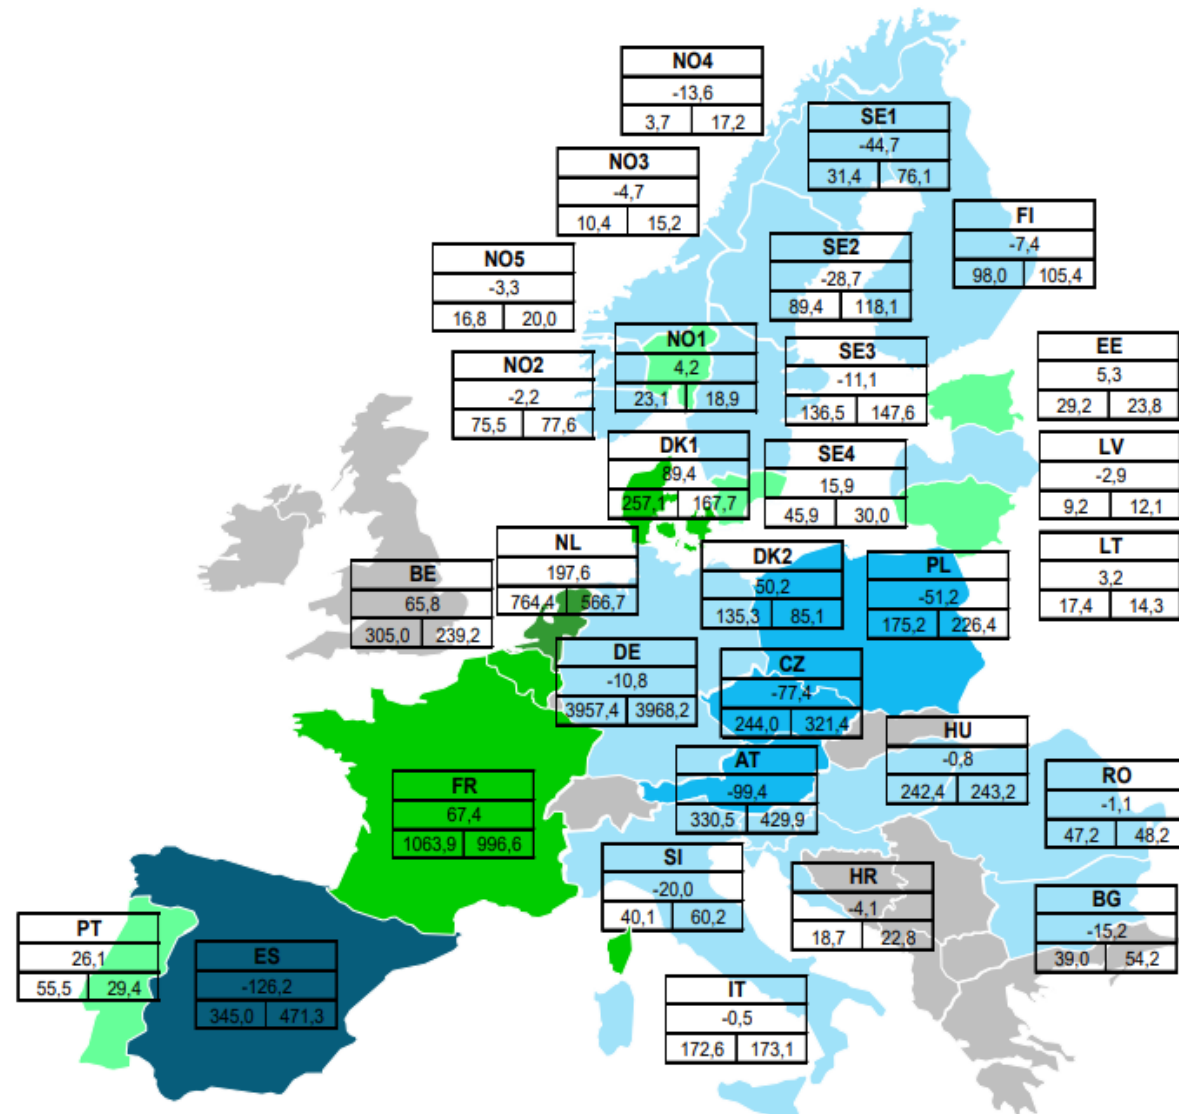 NO4
-13,6
3,7 17,2
SE1
-44,7
31,4 76,1
NO3
-4,7
10,4 15,2
FI
-7,4
98,0 105,4
SE2
-28,7
89,4 118,1
NO5
-3,3
16,8 20,0
NO1
4,2
23,1 18,9
SE3
-11,1
136,5 147,6
EE
5,3
29,2 23,8
NO2
-2,2
75,5 77,6
DK1
89,4
257,1 167,7
SE4
15,9
45,9 30,0
LV
-2,9
9,2 12,1
NL
197,6
764,4 566,7
DK2
50,2
135,3 85,1
PL
-51,2
175,2 226,4
LT
3,2
17,4 14,3
BE
65,8
305,0 239,2
DE
-10,8
3957,4 3968,2
CZ
-77,4
244,0 321,4
HU
-0,8
242,4 243,2
AT
-99,4
330,5 429,9
RO
-1,1
47,2 48,2
FR
67,4
1063,9 996,6
SI
-20,0
40,1 60,2
HR
-4,1
18,7 22,8
BG
-15,2
39,0 54,2
PT
26,1
55,5 29,4
ES
-126,2
345,0 471,3
IT
-0,5
172,6 173,1